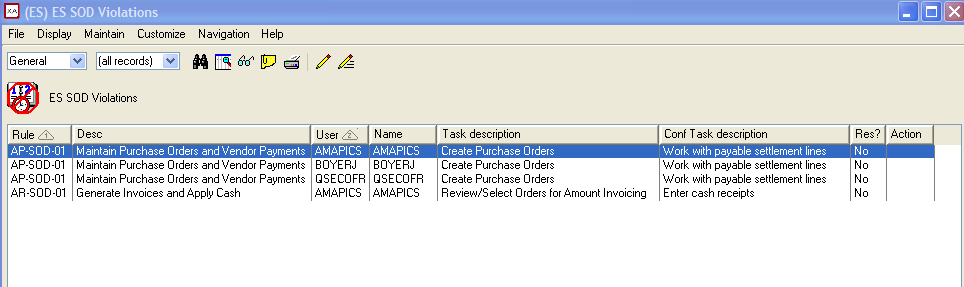 XA (ES) ES SOD Violations
File Display Maintain Customize Navigation Help
General (all records)
ES SOD Violations
Rule 1 Desc User 2 Name Task description Conf Task description Res? Action
AP-SOD-01 Maintain Purchase Orders and Vendor Payments AMAPICS AMAPICS Create Purchase Orders Work with payable settlement lines No
AP-SOD-01 Maintain Purchase Orders and Vendor Payments BOYERJ BOYERJ Create Purchase Orders Work with payable settlement lines No
AP-SOD-01 Maintain Purchase Orders and Vendor Payments QSECOFR QSECOFR Create Purchase Orders Work with payable settlement lines No
AR-SOD-01 Generate Invoices and Apply Cash AMAPICS AMAPICS Review/Select Orders for Amount Invoicing Enter cash receipts No